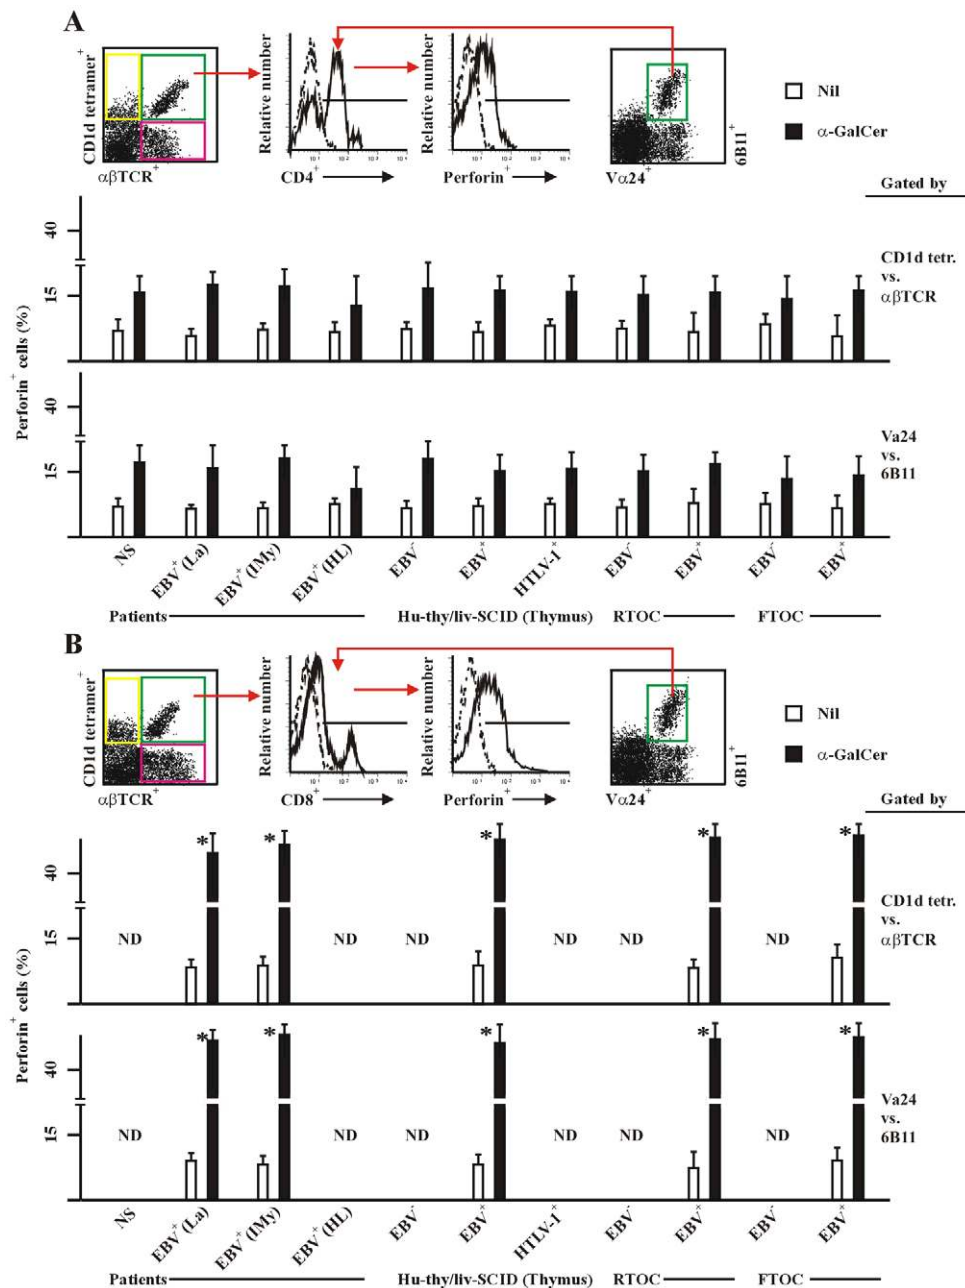 A
CD1d tetramer+
αβTCR+
Relative number
10¹ 10² 10⁴
CD4+
Relative number
10¹ 10² 10⁴
Perforin+
Vα24+
6B11+
Nil
α-GalCer
Gated by
Perforin+ cells (%)
40
15
CD1d tetr.
vs.
αβTCR
40
15
Va24
vs.
6B11
NS
EBV+ (La)
EBV+ (IMy)
EBV+ (HL)
EBV-
EBV+
HTLV-1+
EBV-
EBV+
EBV-
EBV+
Patients
Hu-thy/liv-SCID (Thymus)
RTOC
FTOC
B
CD1d tetramer+
αβTCR+
Relative number
CD8+
Relative number
Perforin+
Vα24+
6B11+
Nil
α-GalCer
Gated by
Perforin+ cells (%)
40
15
* * * * *
ND ND ND ND ND ND
CD1d tetr.
vs.
αβTCR
40
15
* * * * *
ND ND ND ND ND ND
Va24
vs.
6B11
NS
EBV+ (La)
EBV+ (IMy)
EBV+ (HL)
EBV-
EBV+
HTLV-1+
EBV-
EBV+
EBV-
EBV+
Patients
Hu-thy/liv-SCID (Thymus)
RTOC
FTOC